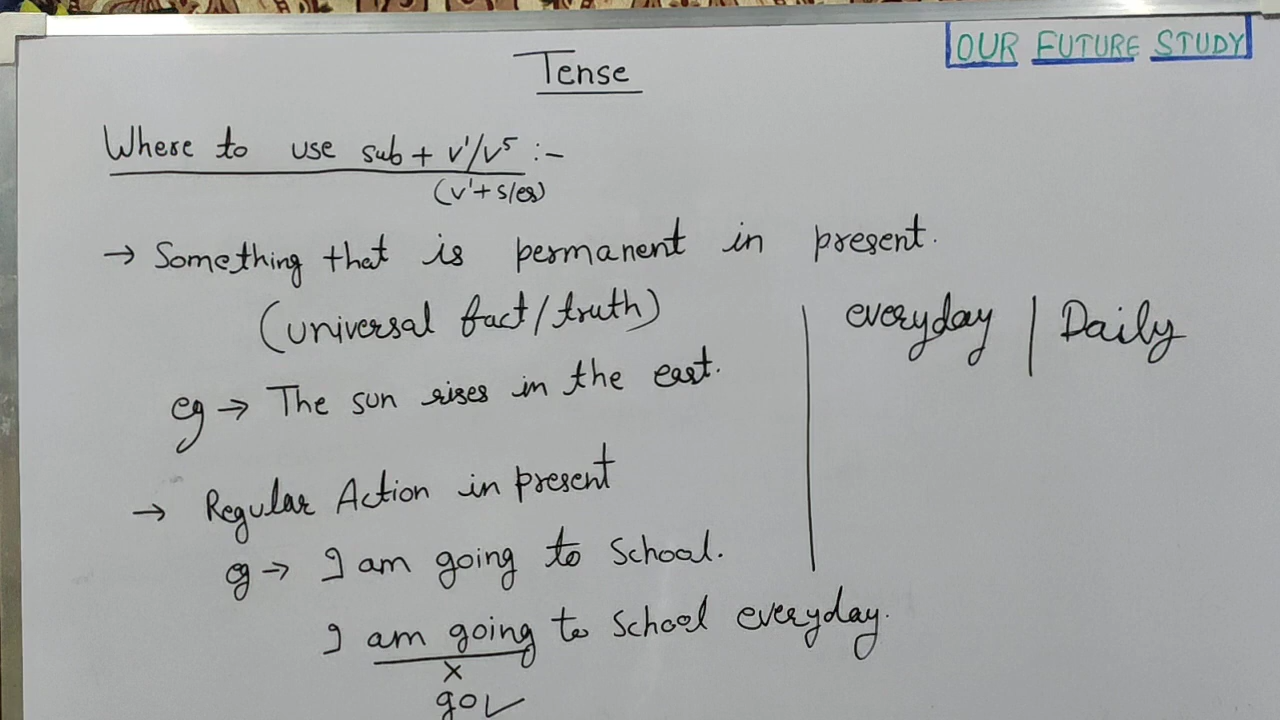 OUR FUTURE STUDY
Tense
Where to use sub + v¹/v⁵ :-
(v¹+s/es)
→ Something that is permanent in present.
(universal fact/truth)
everyday | Daily
eg → The sun rises in the east.
→ Regular Action in present
eg → I am going to school.
I am going to school everyday.
×
go ✓